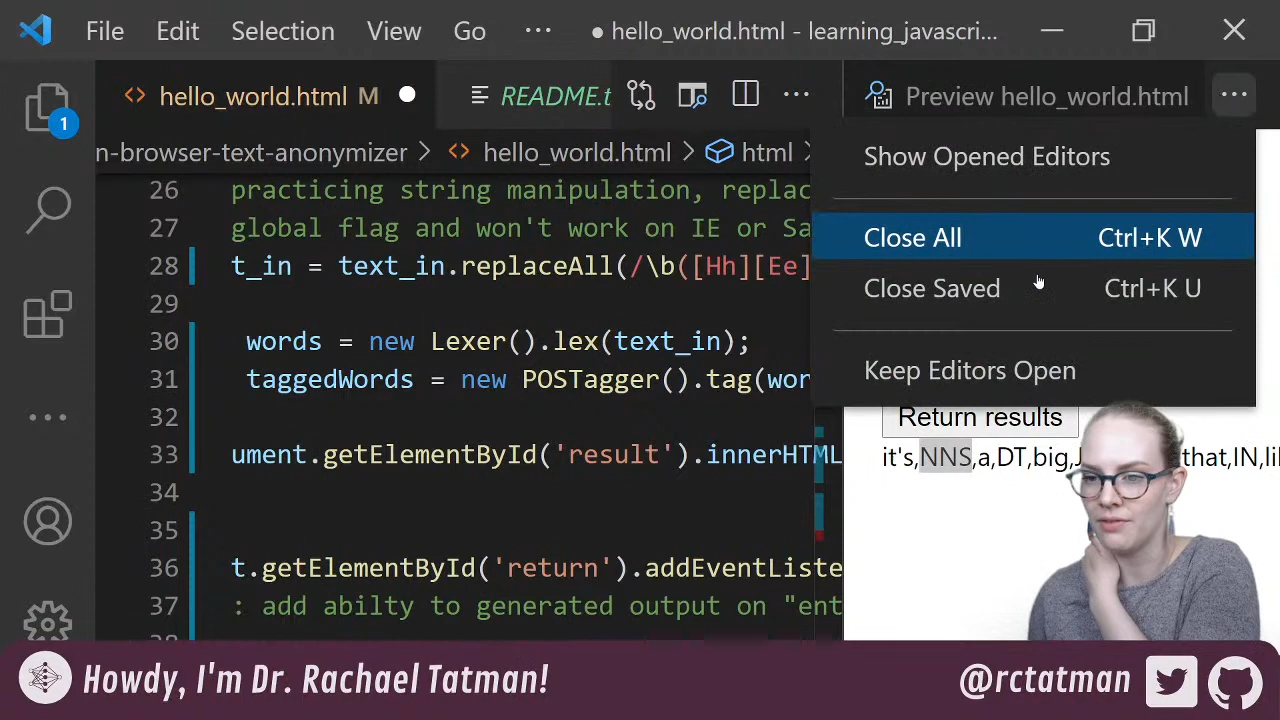 File Edit Selection View Go ··· ● hello_world.html - learning_javascri...
hello_world.html M README.t ··· Preview hello_world.html ···
n-browser-text-anonymizer > hello_world.html > html >
1
26 practicing string manipulation, replac
27 global flag and won't work on IE or Sa
28 t_in = text_in.replaceAll(/\b([Hh][Ee]
29
30 words = new Lexer().lex(text_in);
31 taggedWords = new POSTagger().tag(wor
32
33 ument.getElementById('result').innerHTML
34
35
36 t.getElementById('return').addEventListe
37 : add abilty to generated output on "ent
Show Opened Editors
Close All Ctrl+K W
Close Saved Ctrl+K U
Keep Editors Open
Return results
it's,NNS,a,DT,big,J that,IN,li
Howdy, I'm Dr. Rachael Tatman! @rctatman